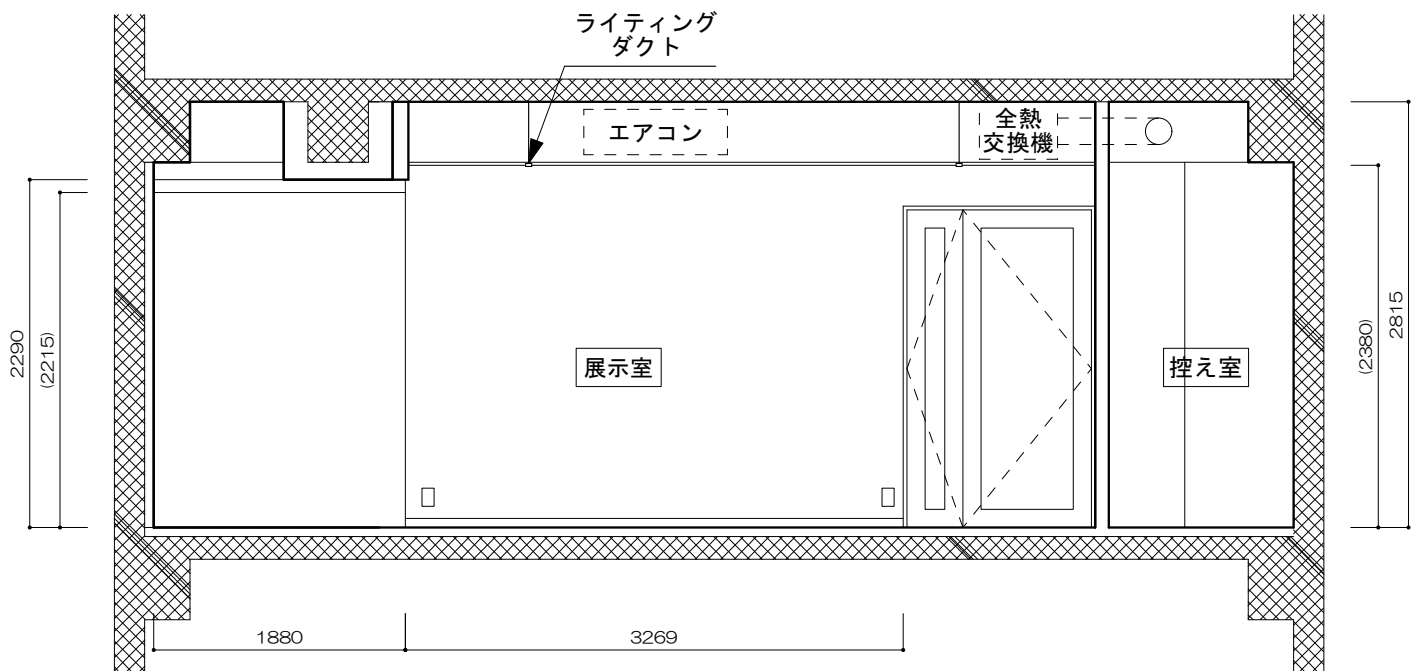 ライティング
ダクト
エアコン
全熱
交換機
2290
(2215)
展示室
控え室
(2380)
2815
1880
3269